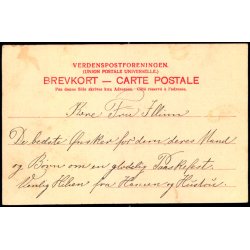 VERDENSPOSTFORENINGEN.
(UNION POSTALE UNIVERSELLE.)
BREVKORT — CARTE POSTALE
Paa denne Side skrives kun Adressen · Côté réservé à l'adresse.
Kære Fru Illum
De bedste Ønsker for dem deres Mand
og Børn om en glædelig Paaskefest.
Venlig Hilsen fra Hansen og Hustru.